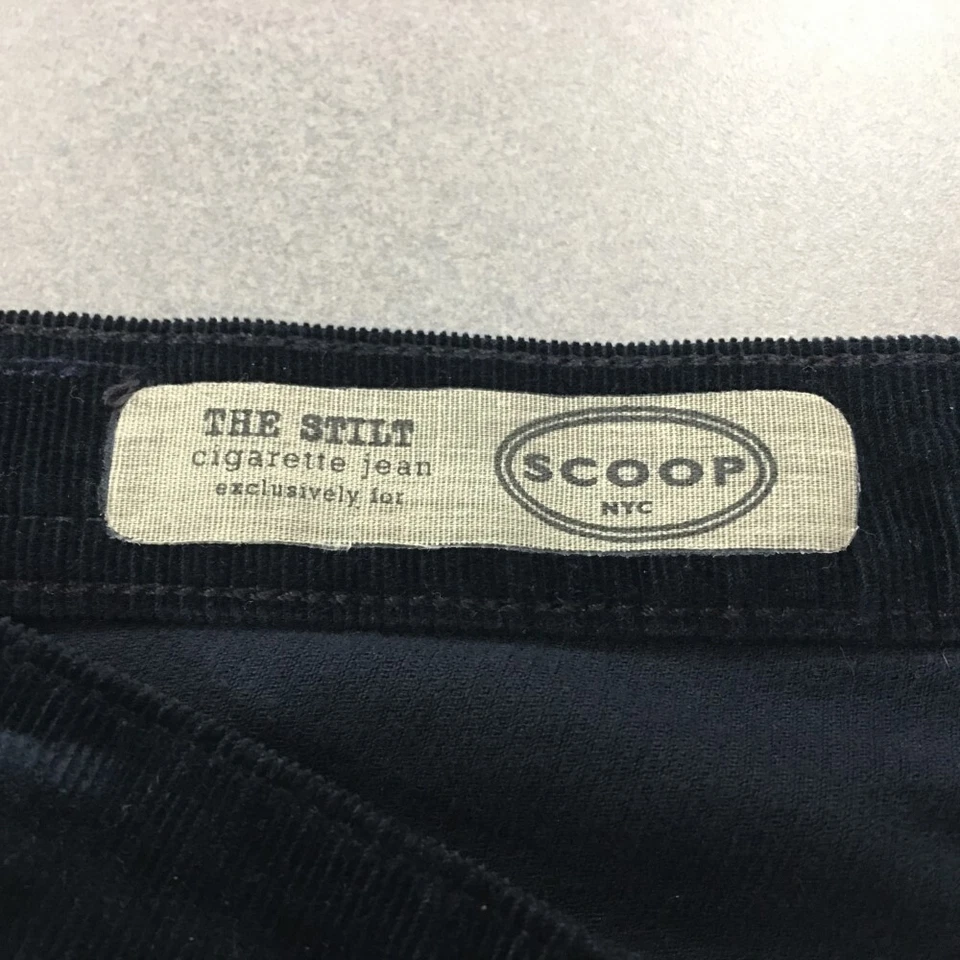 THE STILT
cigarette jean
exclusively for
SCOOP
NYC